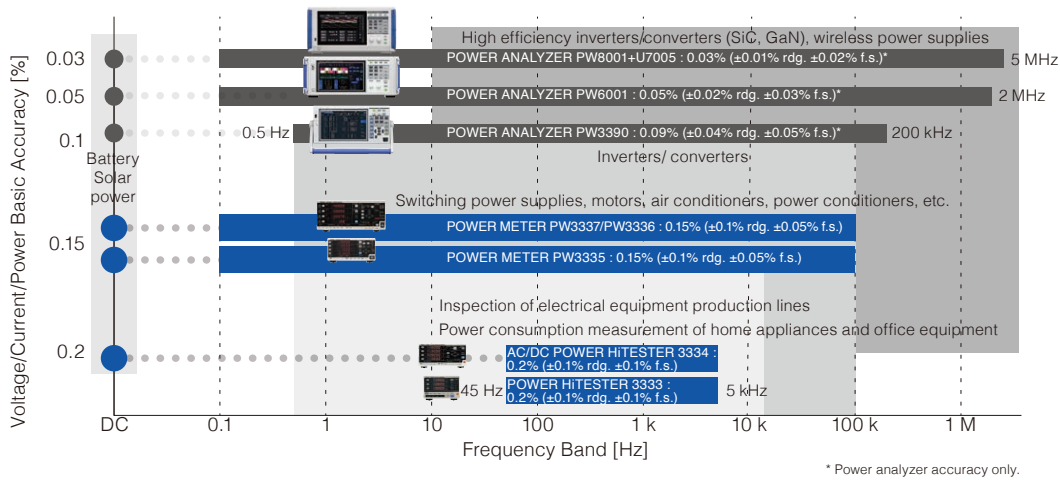 Voltage/Current/Power Basic Accuracy [%]
High efficiency inverters/converters (SiC, GaN), wireless power supplies
0.03
POWER ANALYZER PW8001+U7005 : 0.03% (±0.01% rdg. ±0.02% f.s.)*
5 MHz
0.05
POWER ANALYZER PW6001 : 0.05% (±0.02% rdg. ±0.03% f.s.)*
2 MHz
0.1
0.5 Hz
POWER ANALYZER PW3390 : 0.09% (±0.04% rdg. ±0.05% f.s.)*
200 kHz
Battery
Solar
power
Inverters/ converters
Switching power supplies, motors, air conditioners, power conditioners, etc.
0.15
POWER METER PW3337/PW3336 : 0.15% (±0.1% rdg. ±0.05% f.s.)
POWER METER PW3335 : 0.15% (±0.1% rdg. ±0.05% f.s.)
Inspection of electrical equipment production lines
Power consumption measurement of home appliances and office equipment
0.2
AC/DC POWER HiTESTER 3334 :
0.2% (±0.1% rdg. ±0.1% f.s.)
45 Hz
POWER HiTESTER 3333 :
0.2% (±0.1% rdg. ±0.1% f.s.)
5 kHz
DC
0.1
1
10
100
1 k
10 k
100 k
1 M
Frequency Band [Hz]
* Power analyzer accuracy only.